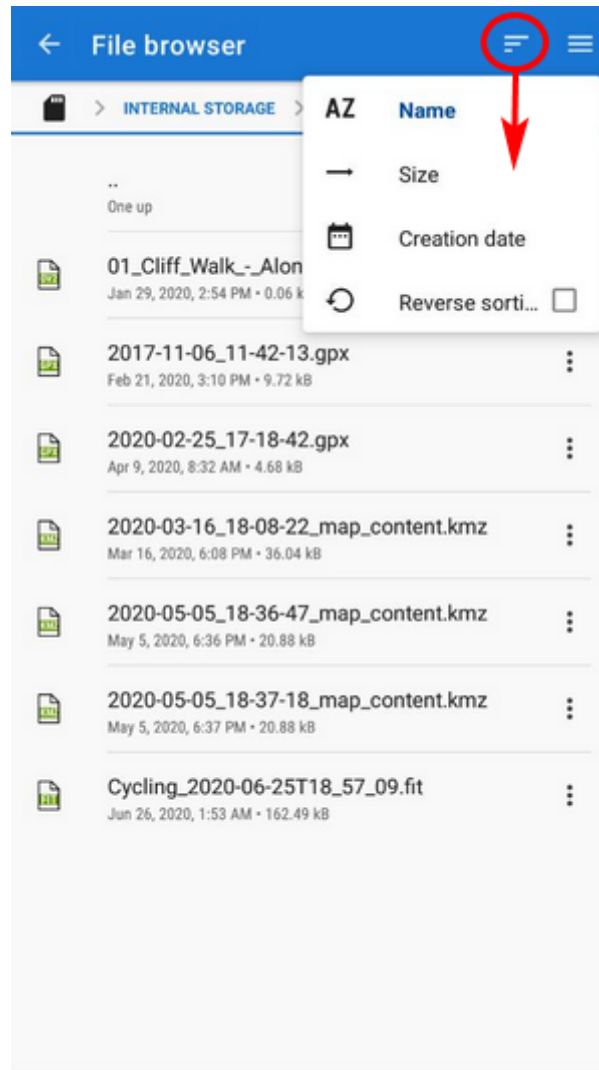 File browser
INTERNAL STORAGE
AZ Name
Size
Creation date
Reverse sorti...
..
One up
01_Cliff_Walk_-_Alon
Jan 29, 2020, 2:54 PM • 0.06 k
2017-11-06_11-42-13.gpx
Feb 21, 2020, 3:10 PM • 9.72 kB
2020-02-25_17-18-42.gpx
Apr 9, 2020, 8:32 AM • 4.68 kB
2020-03-16_18-08-22_map_content.kmz
Mar 16, 2020, 6:08 PM • 36.04 kB
2020-05-05_18-36-47_map_content.kmz
May 5, 2020, 6:36 PM • 20.88 kB
2020-05-05_18-37-18_map_content.kmz
May 5, 2020, 6:37 PM • 20.88 kB
Cycling_2020-06-25T18_57_09.fit
Jun 26, 2020, 1:53 AM • 162.49 kB